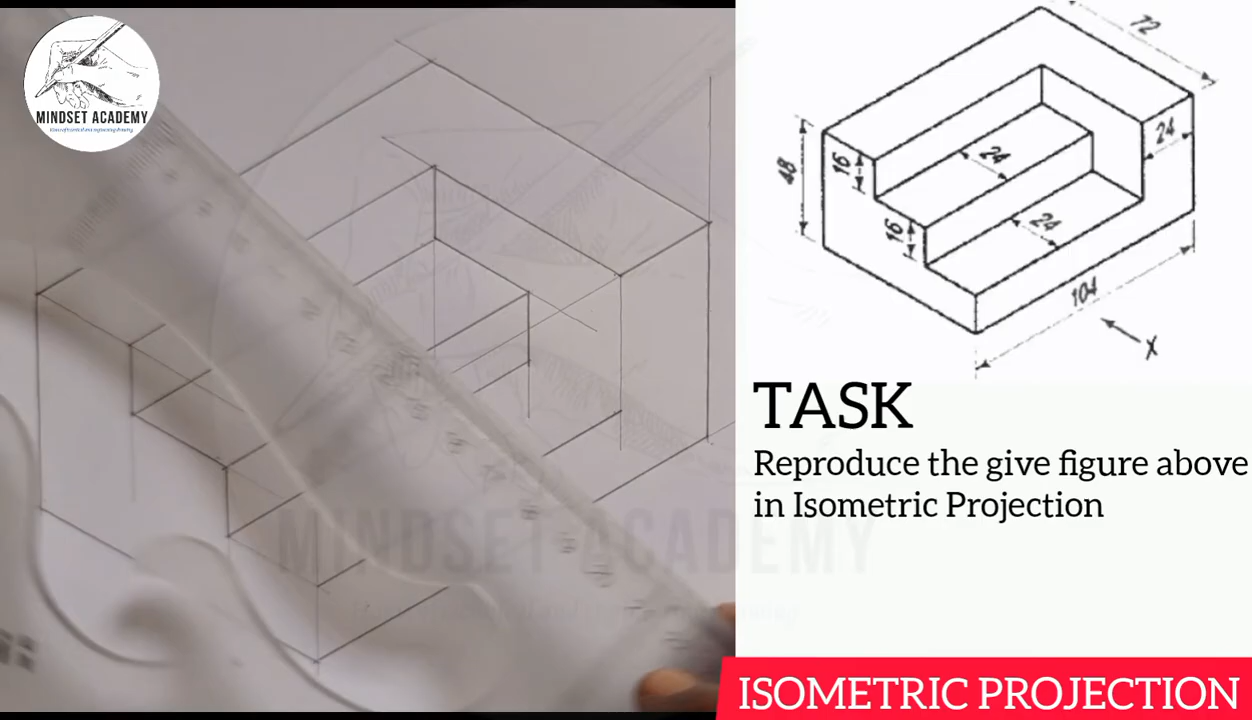 MINDSET ACADEMY
72
48
16
24
24
16
24
104
X
TASK
Reproduce the give figure above
in Isometric Projection
MINDSET ACADEMY
ISOMETRIC PROJECTION